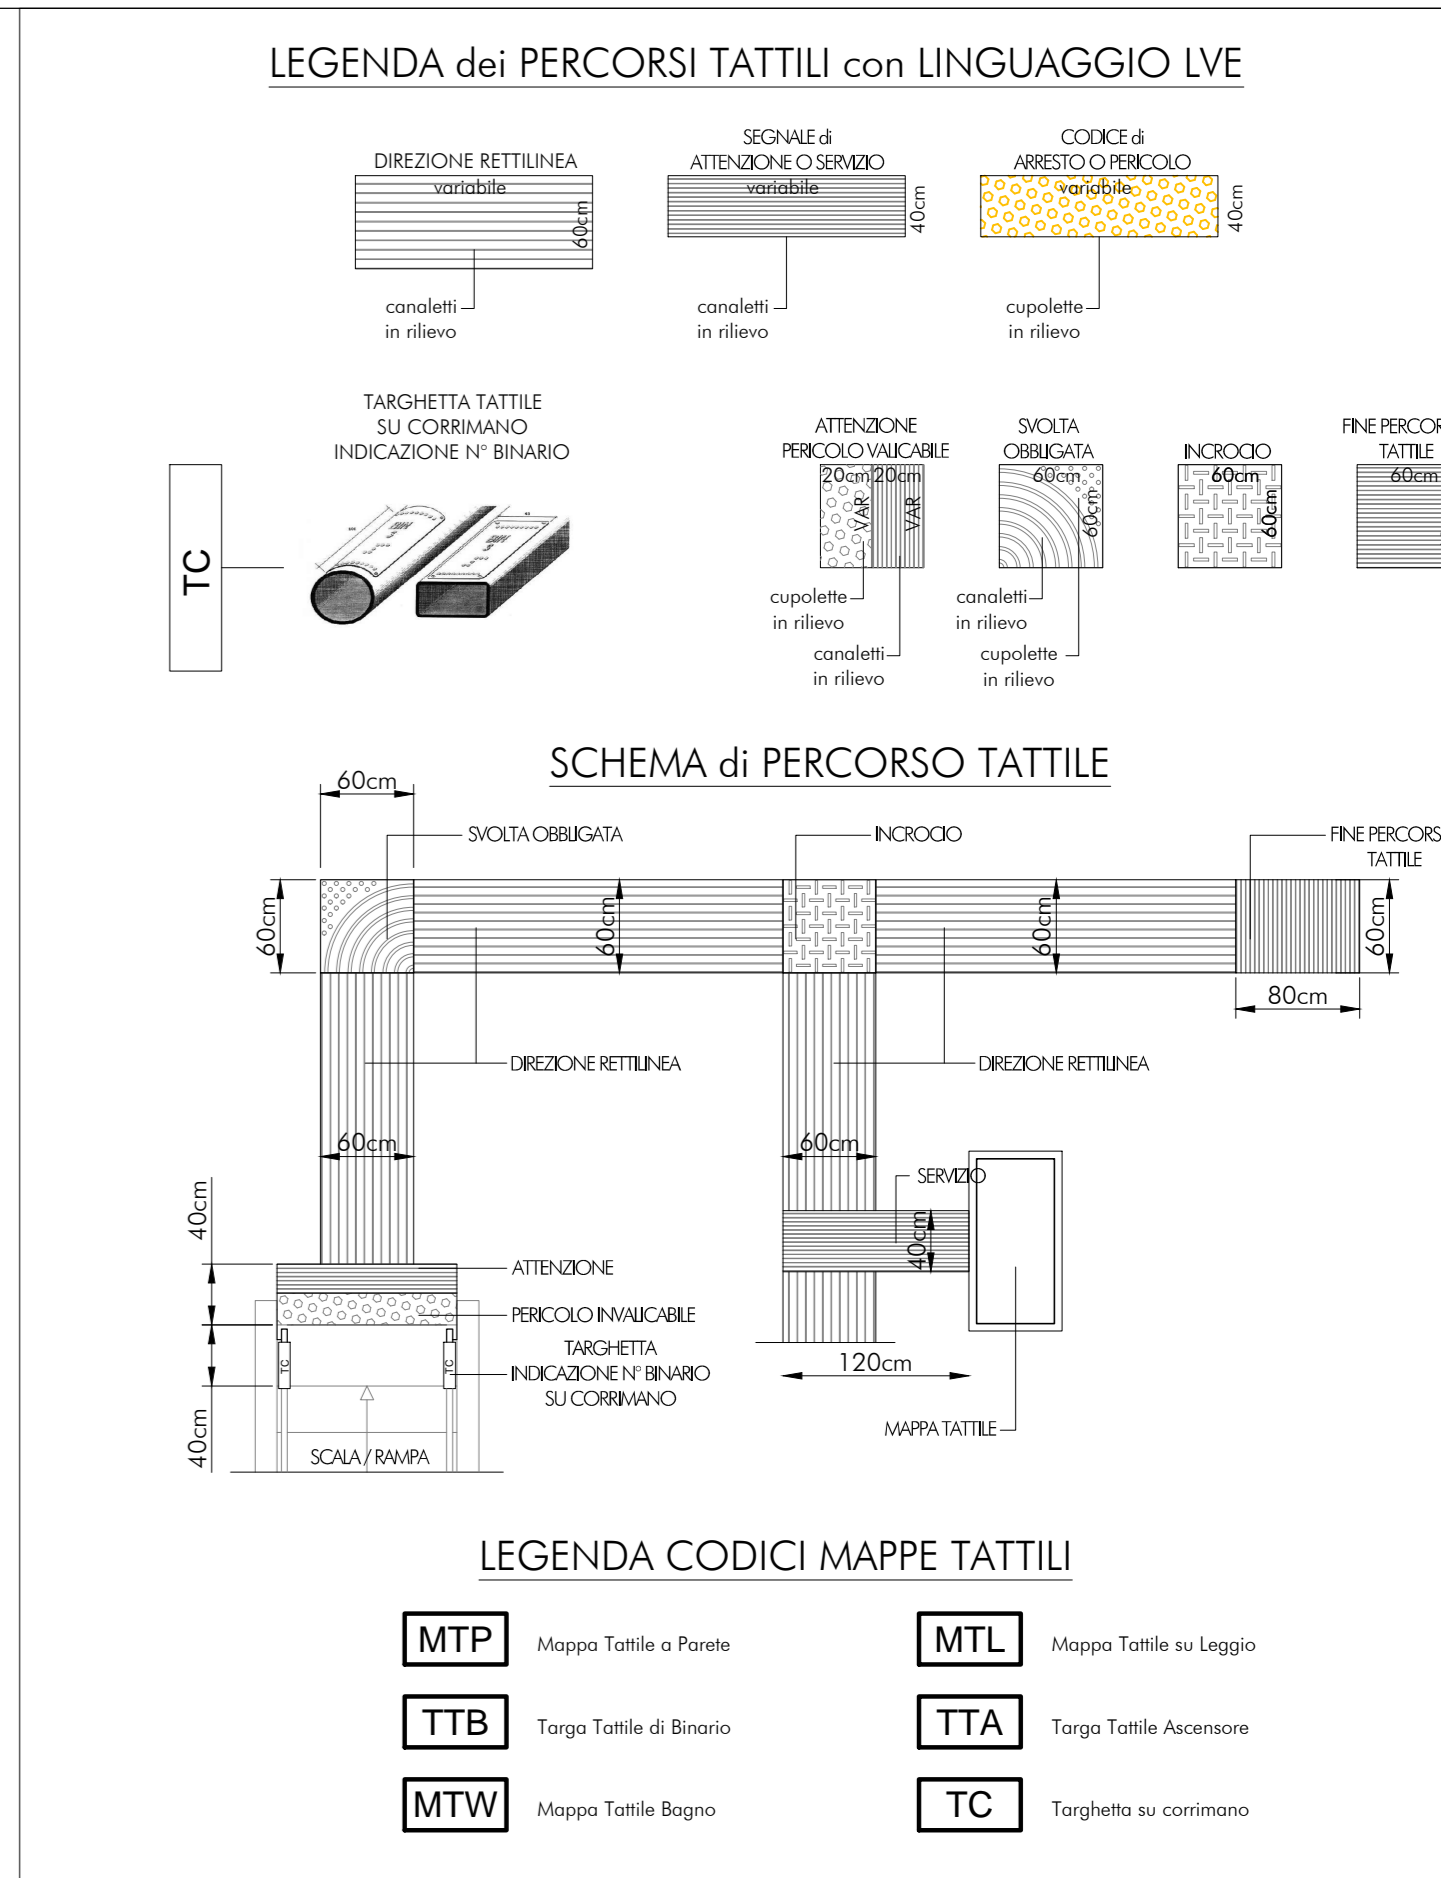 LEGENDA dei PERCORSI TATTILI con LINGUAGGIO LVE
DIREZIONE RETTILINEA
variabile
60cm
canaletti
in rilievo
SEGNALE di
ATTENZIONE O SERVIZIO
variabile
40cm
canaletti
in rilievo
CODICE di
ARRESTO O PERICOLO
variabile
40cm
cupolette
in rilievo
TC
TARGHETTA TATTILE
SU CORRIMANO
INDICAZIONE N° BINARIO
ATTENZIONE
PERICOLO VALICABILE
20cm 20cm
VAR VAR
cupolette
in rilievo
canaletti
in rilievo
SVOLTA
OBBLIGATA
60cm
60cm
canaletti
in rilievo
cupolette
in rilievo
INCROCIO
60cm
60cm
FINE PERCOR
TATTILE
60cm
SCHEMA di PERCORSO TATTILE
60cm
SVOLTA OBBLIGATA
INCROCIO
FINE PERCORS
TATTILE
60cm
60cm
60cm
60cm
80cm
DIREZIONE RETTILINEA
DIREZIONE RETTILINEA
60cm
60cm
SERVIZIO
40cm
40cm
ATTENZIONE
PERICOLO INVALICABILE
TARGHETTA
INDICAZIONE N° BINARIO
SU CORRIMANO
TC
TC
120cm
40cm
MAPPA TATTILE
SCALA / RAMPA
LEGENDA CODICI MAPPE TATTILI
MTP Mappa Tattile a Parete
MTL Mappa Tattile su Leggio
TTB Targa Tattile di Binario
TTA Targa Tattile Ascensore
MTW Mappa Tattile Bagno
TC Targhetta su corrimano